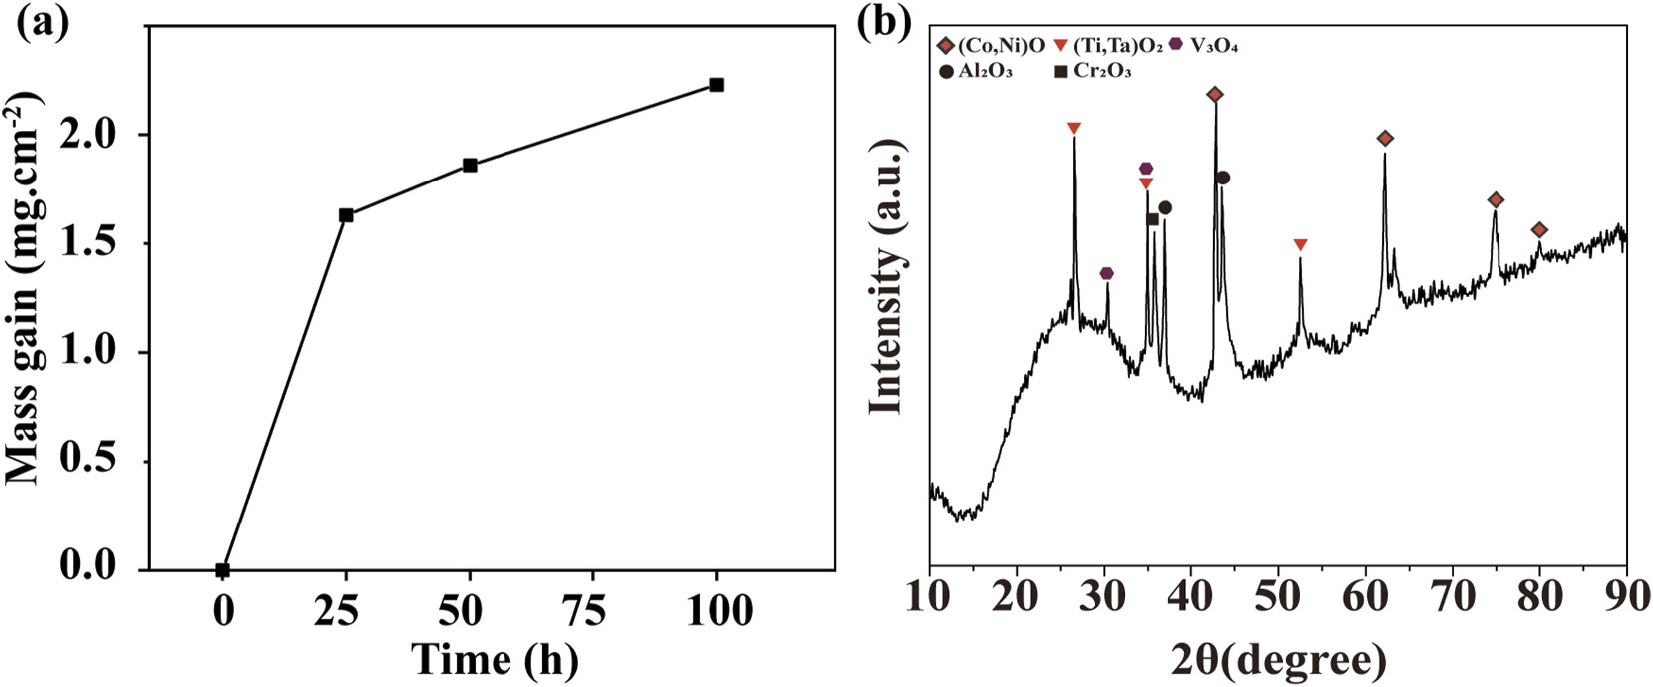 (a)
Mass gain (mg.cm⁻²)
2.0
1.5
1.0
0.5
0.0
0 25 50 75 100
Time (h)
(b)
(Co,Ni)O (Ti,Ta)O₂ V₃O₄
Al₂O₃ Cr₂O₃
Intensity (a.u.)
10 20 30 40 50 60 70 80 90
2θ(degree)